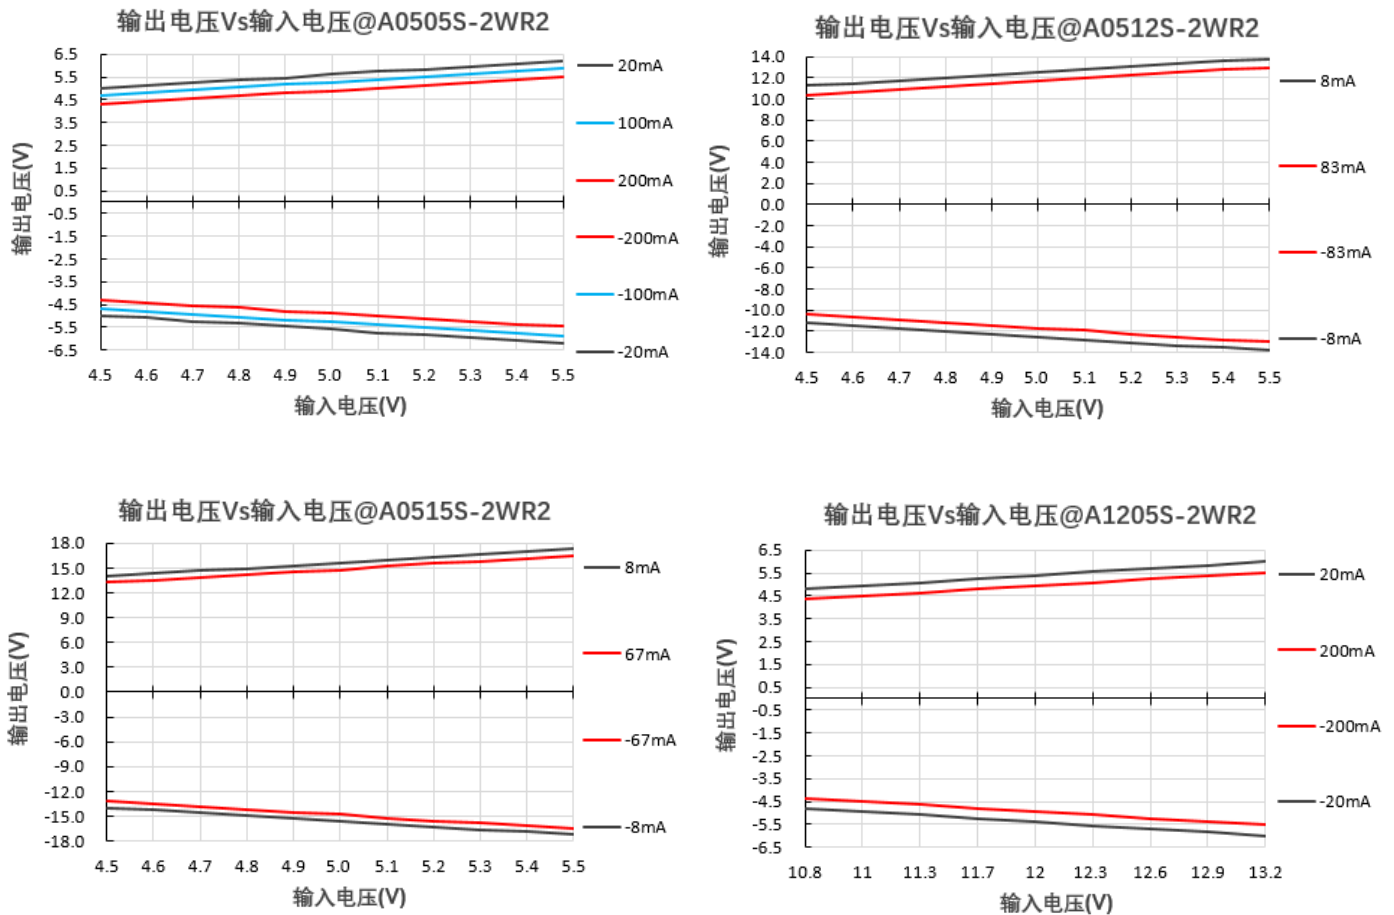 输出电压Vs输入电压@A0505S-2WR2
6.5
5.5
4.5
3.5
2.5
1.5
0.5
-0.5
-1.5
-2.5
-3.5
-4.5
-5.5
-6.5
输出电压(V)
4.5 4.6 4.7 4.8 4.9 5.0 5.1 5.2 5.3 5.4 5.5
输入电压(V)
20mA
100mA
200mA
-200mA
-100mA
-20mA
输出电压Vs输入电压@A0512S-2WR2
14.0
12.0
10.0
8.0
6.0
4.0
2.0
0.0
-2.0
-4.0
-6.0
-8.0
-10.0
-12.0
-14.0
输出电压(V)
4.5 4.6 4.7 4.8 4.9 5.0 5.1 5.2 5.3 5.4 5.5
输入电压(V)
8mA
83mA
-83mA
-8mA
输出电压Vs输入电压@A0515S-2WR2
18.0
15.0
12.0
9.0
6.0
3.0
0.0
-3.0
-6.0
-9.0
-12.0
-15.0
-18.0
输出电压(V)
4.5 4.6 4.7 4.8 4.9 5.0 5.1 5.2 5.3 5.4 5.5
输入电压(V)
8mA
67mA
-67mA
-8mA
输出电压Vs输入电压@A1205S-2WR2
6.5
5.5
4.5
3.5
2.5
1.5
0.5
-0.5
-1.5
-2.5
-3.5
-4.5
-5.5
-6.5
输出电压(V)
10.8 11 11.3 11.7 12 12.3 12.6 12.9 13.2
输入电压(V)
20mA
200mA
-200mA
-20mA